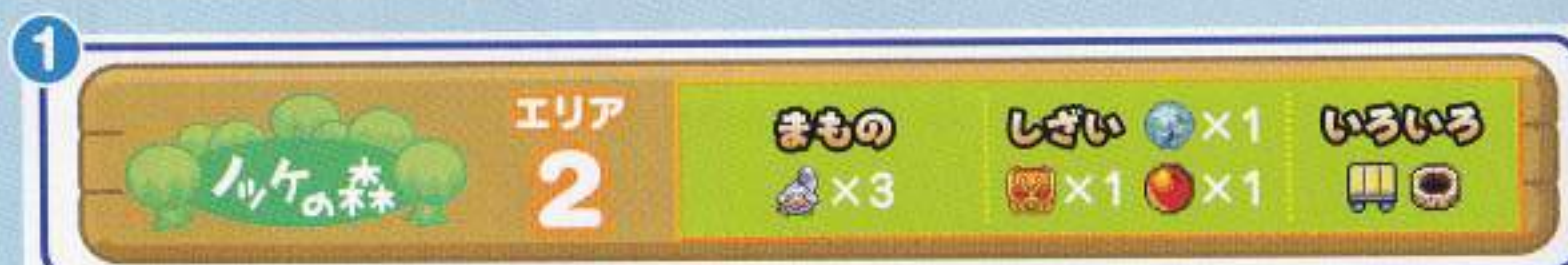 1
ノッケの森
エリア
2
まもの
×3
しざい ×1
×1 ×1
いろいろ